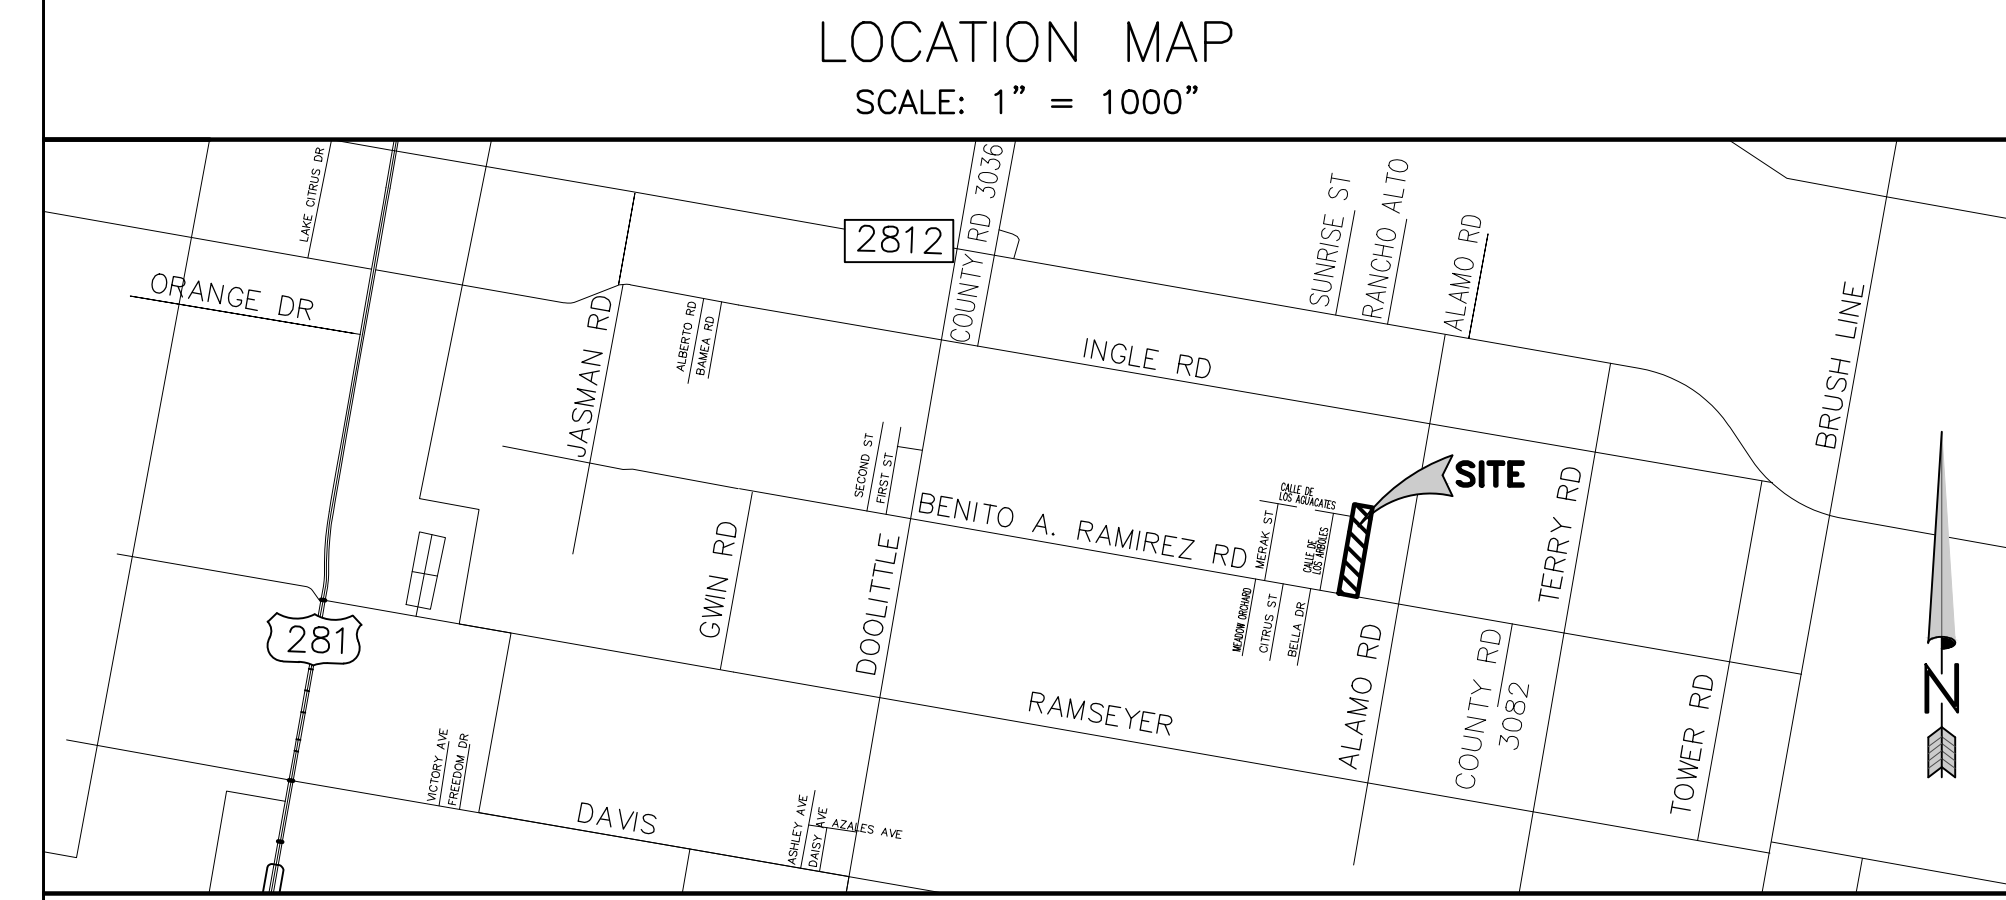 LOCATION MAP
SCALE: 1" = 1000"
LAKE CITRUS DR
COUNTY RD 3036
2812
SUNRISE ST
RANCHO ALTO
ALAMO RD
ORANGE DR
JASMAN RD
ALBERTO RD
BAMEA RD
INGLE RD
BRUSH LINE
SECOND ST
FIRST ST
SITE
TERRY RD
CALLE DE
LOS AGUACATES
BENITO A. RAMIREZ RD
MERAK ST
CALLE DE
LOS ARBOLES
GWIN RD
DOOLITTLE
281
MEADOW ORCHARD
CITRUS ST
BELLA DR
ALAMO RD
COUNTY RD
3082
TOWER RD
N
RAMSEYER
VICTORY AVE
FREEDOM DR
DAVIS
ASHLEY AVE
DAISY AVE
AZALES AVE